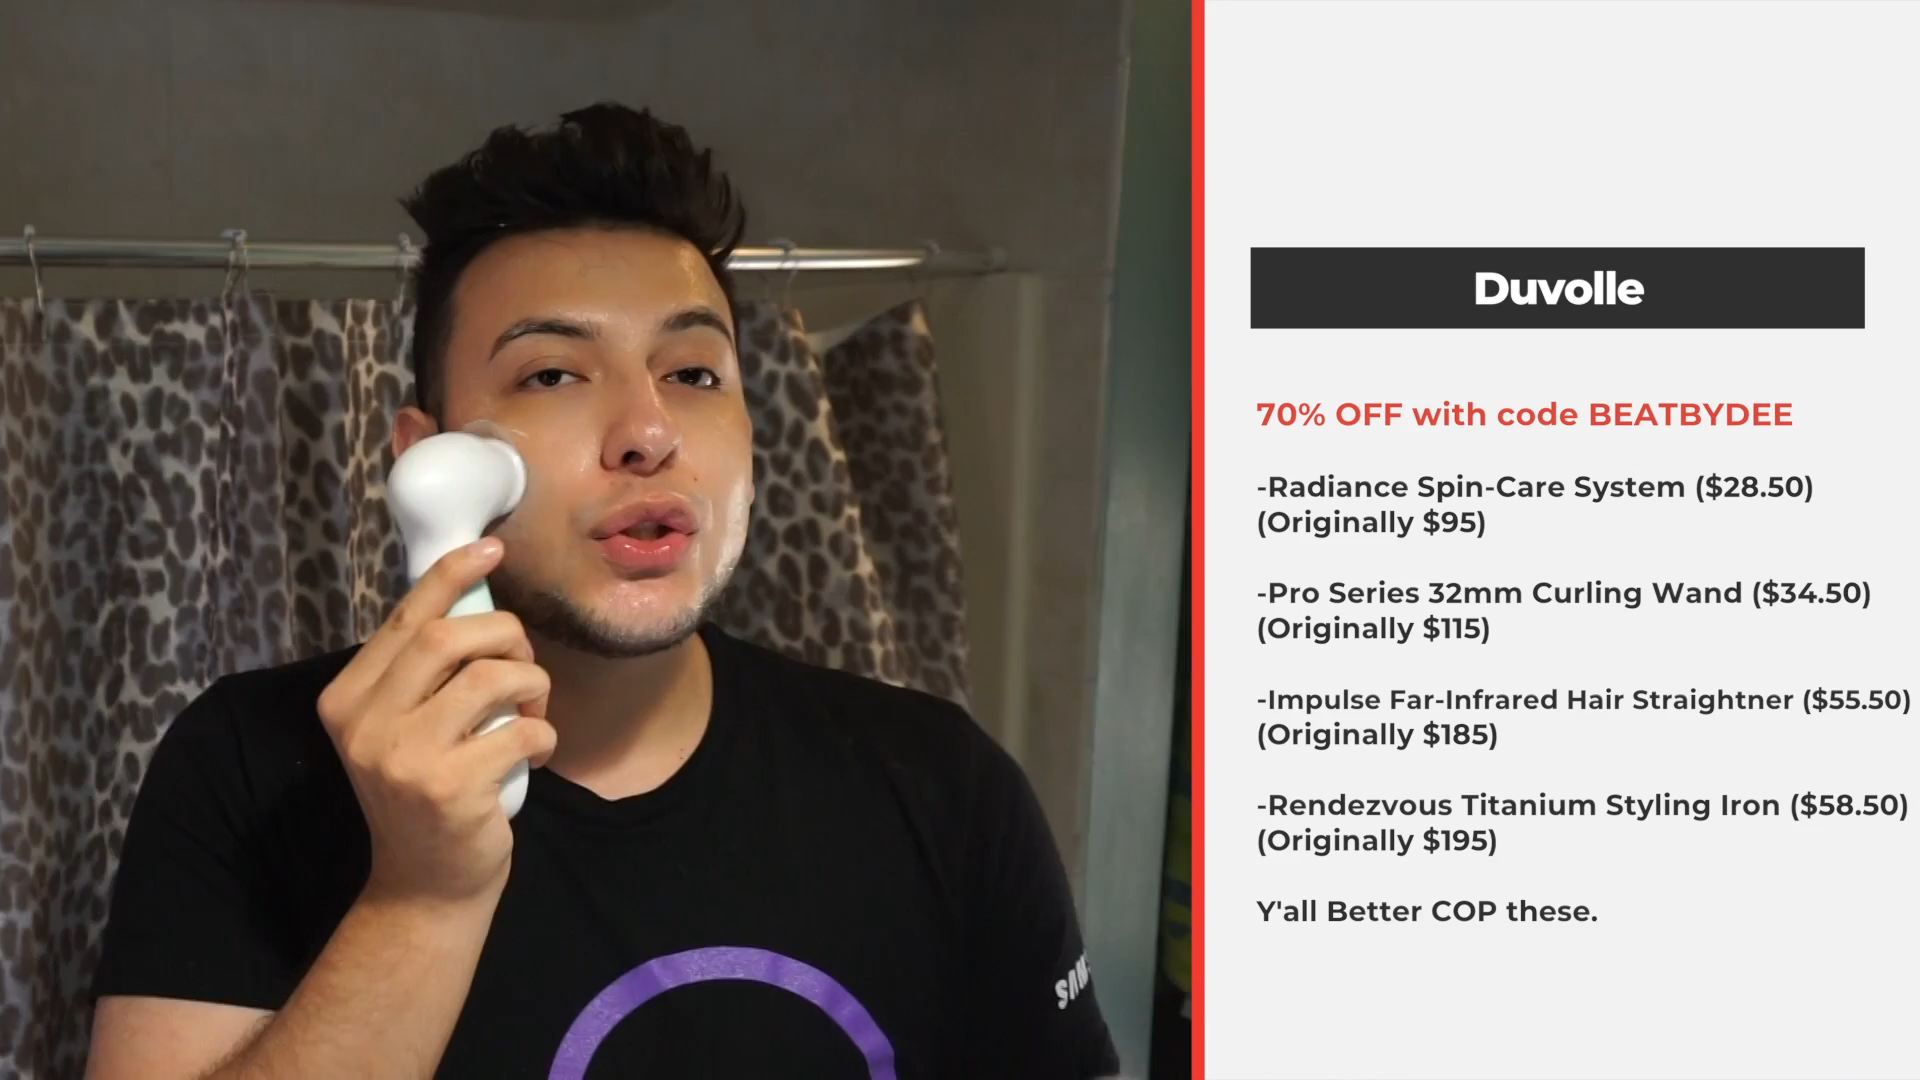 Duvolle
70% OFF with code BEATBYDEE
-Radiance Spin-Care System ($28.50)
(Originally $95)
-Pro Series 32mm Curling Wand ($34.50)
(Originally $115)
-Impulse Far-Infrared Hair Straightner ($55.50)
(Originally $185)
-Rendezvous Titanium Styling Iron ($58.50)
(Originally $195)
Y'all Better COP these.